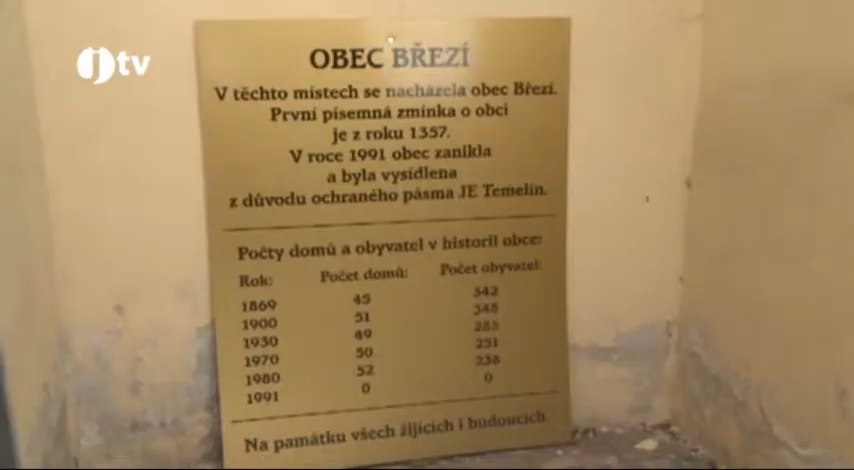 jtv
OBEC BŘEZÍ
V těchto místech se nacházela obec Březí.
První písemná zmínka o obci
je z roku 1357.
V roce 1991 obec zanikla
a byla vysídlena
z důvodu ochraného pásma JE Temelín.
Počty domů a obyvatel v historii obce:
Rok: Počet domů: Počet obyvatel:
1869 45 342
1900 51 348
1930 49 288
1970 50 251
1980 52 236
1991 0 0
Na památku všech žijících i budoucích.